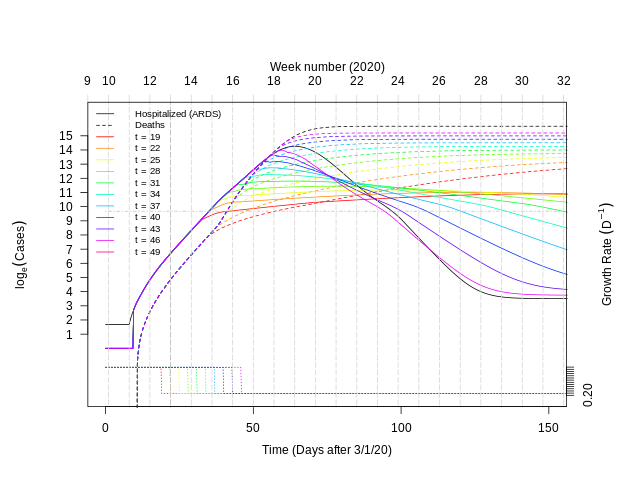 Week number (2020)
9 10 12 14 16 17 18 19 20 22 24 26 28 29 30 32
Hospitalized (ARDS)
Deaths
t = 19
t = 22
t = 25
t = 28
t = 31
t = 34
t = 37
t = 40
t = 43
t = 46
t = 49
15
14
13
12
11
10
9
8
7
6
5
4
3
2
1
logₑ(Cases)
Growth Rate (D⁻¹)
0.20
0 50 100 150
Time (Days after 3/1/20)